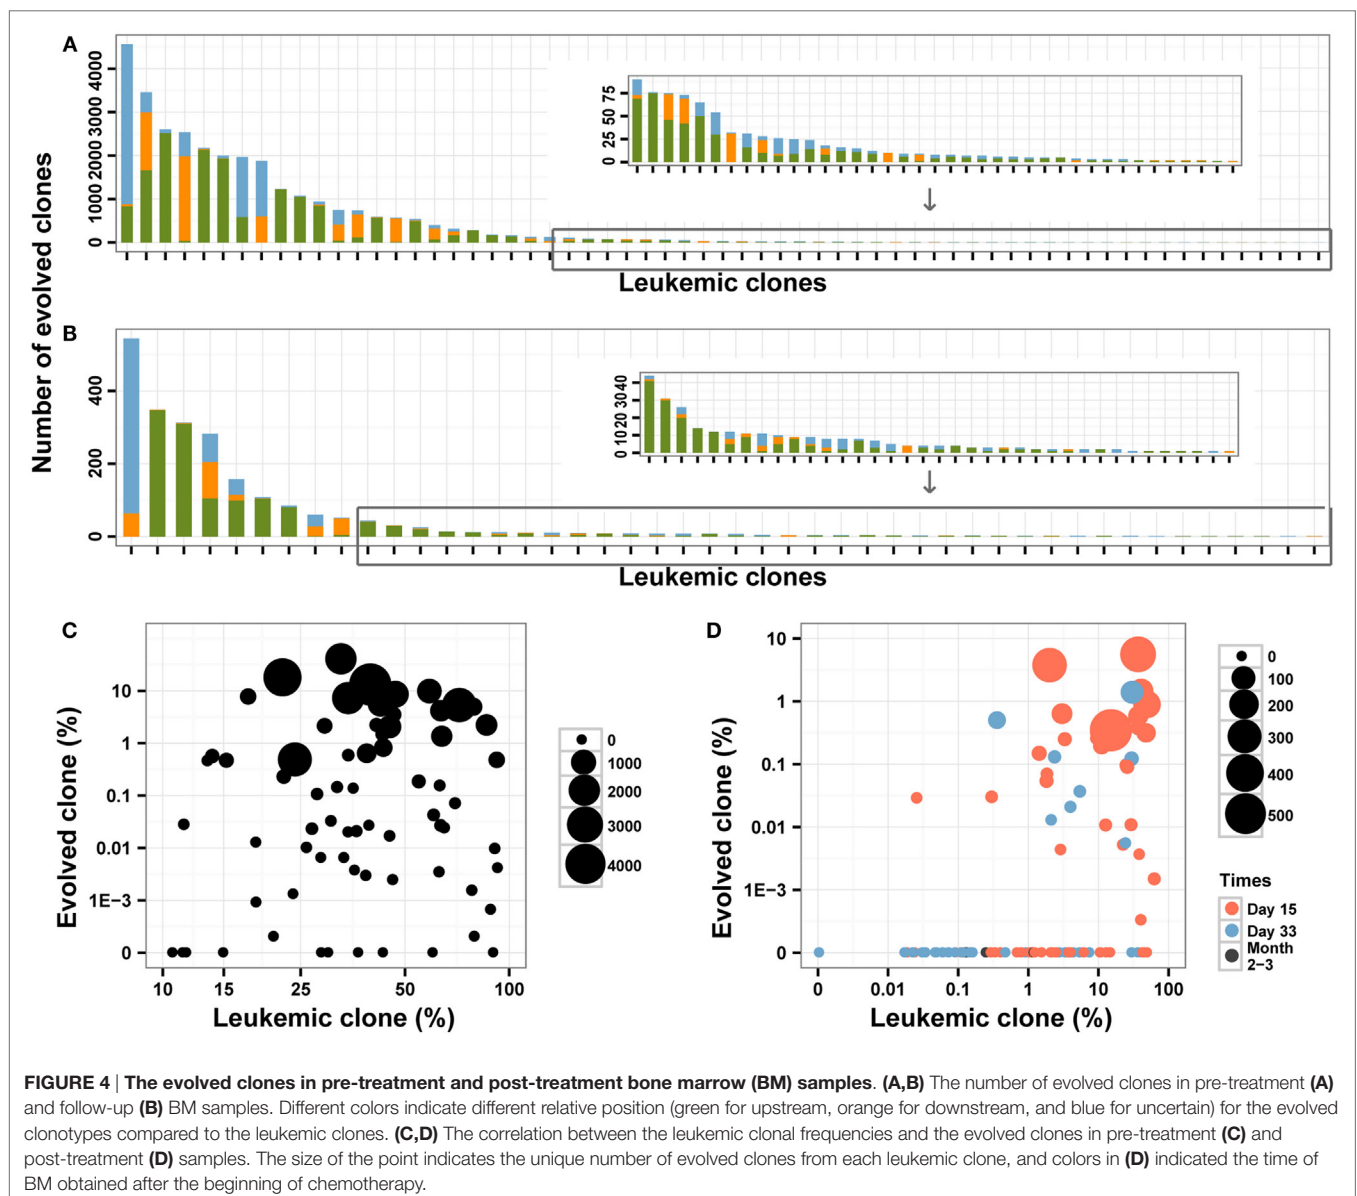 A
Number of evolved clones
4000
3000
2000
1000
0
75
50
25
0
Leukemic clones
B
400
200
0
40
30
20
10
0
Leukemic clones
C
Evolved clone (%)
10
1
0.1
0.01
1E−3
0
10 15 25 50 100
Leukemic clone (%)
0
1000
2000
3000
4000
D
Evolved clone (%)
10
1
0.1
0.01
1E−3
0
0 0.01 0.1 1 10 100
Leukemic clone (%)
0
100
200
300
400
500
Times
Day 15
Day 33
Month
2−3
FIGURE 4 | The evolved clones in pre-treatment and post-treatment bone marrow (BM) samples. (A,B) The number of evolved clones in pre-treatment (A)
and follow-up (B) BM samples. Different colors indicate different relative position (green for upstream, orange for downstream, and blue for uncertain) for the evolved
clonotypes compared to the leukemic clones. (C,D) The correlation between the leukemic clonal frequencies and the evolved clones in pre-treatment (C) and
post-treatment (D) samples. The size of the point indicates the unique number of evolved clones from each leukemic clone, and colors in (D) indicated the time of
BM obtained after the beginning of chemotherapy.